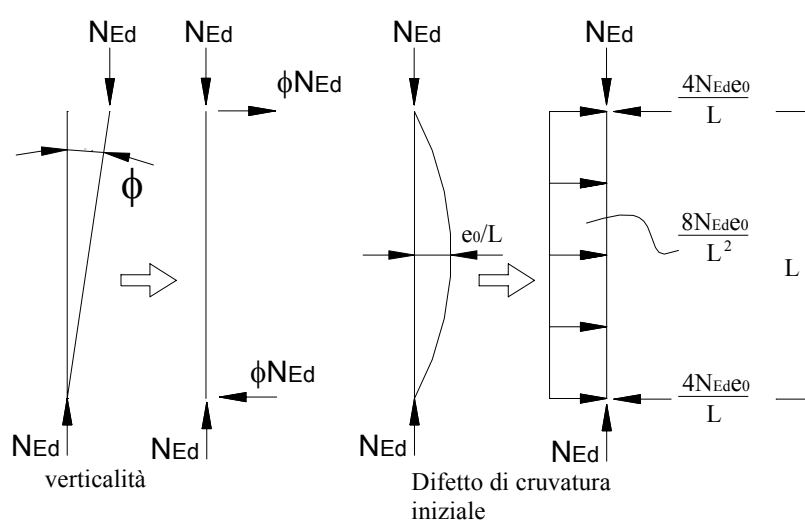 NEd NEd NEd NEd
ϕNEd
4NEde0
L
ϕ
e0/L
8NEde0
L2
L
ϕNEd
4NEde0
L
NEd NEd NEd NEd
verticalità
Difetto di cruvatura
iniziale